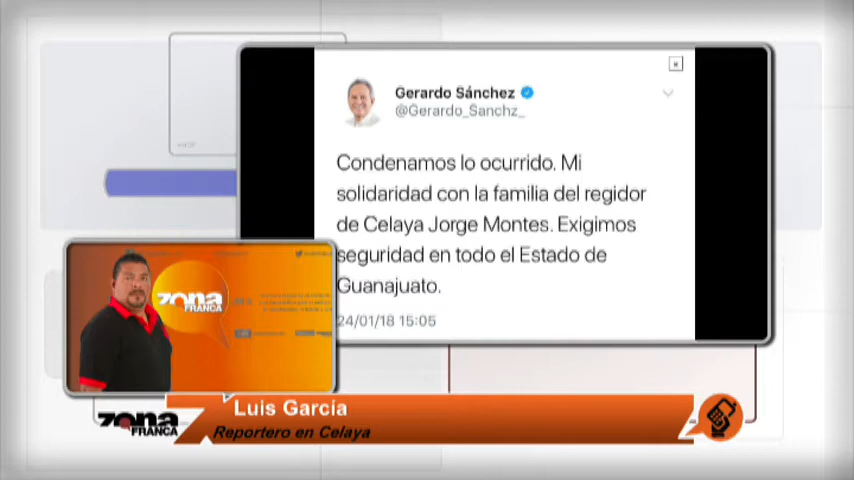 Gerardo Sánchez
@Gerardo_Sanchz_
Condenamos lo ocurrido. Mi
solidaridad con la familia del regidor
de Celaya Jorge Montes. Exigimos
seguridad en todo el Estado de
Guanajuato.
24/01/18 15:05
zona
FRANCA
Luis García
Reportero en Celaya
zona
FRANCA